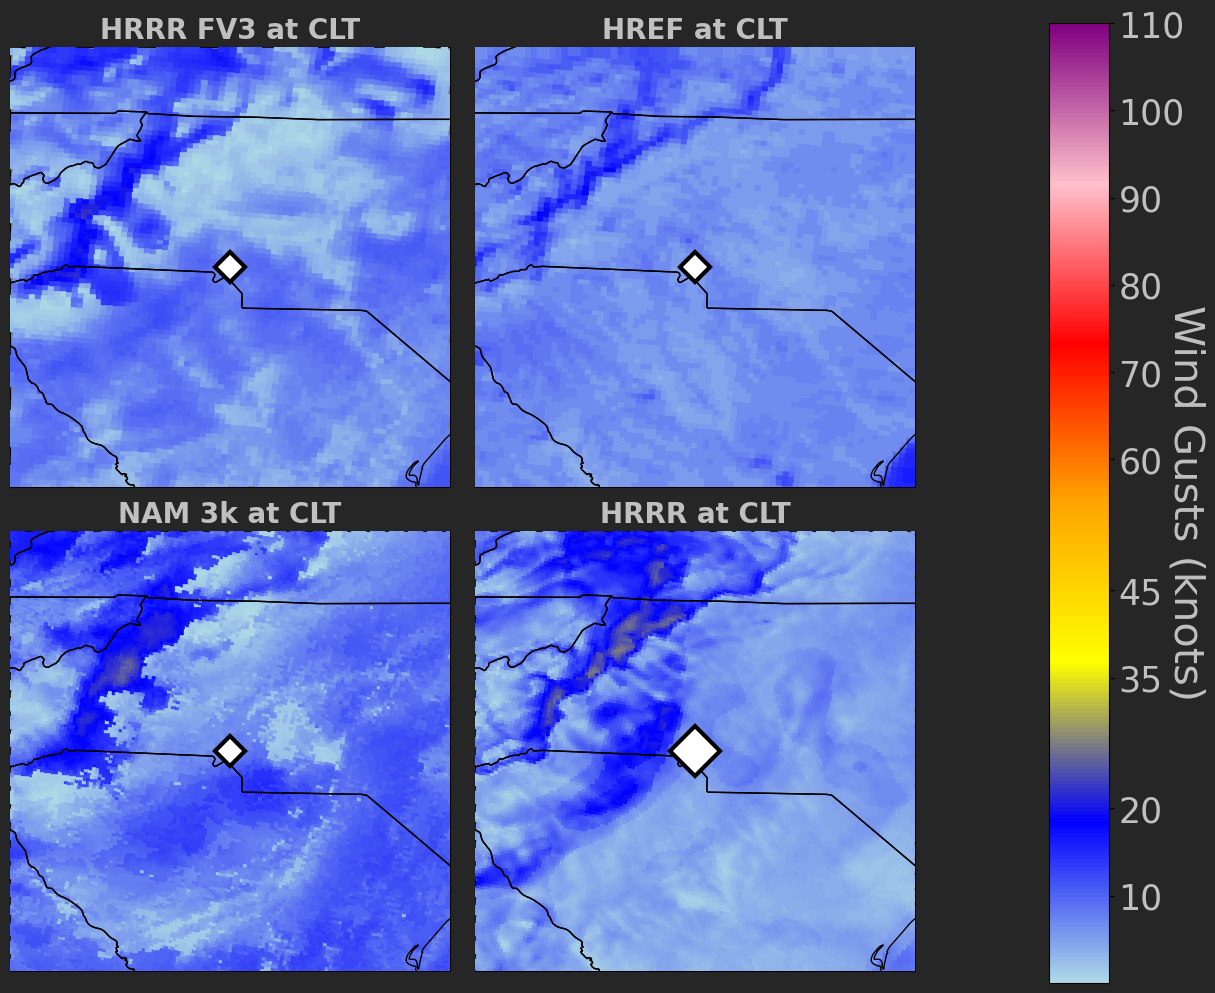 HRRR FV3 at CLT
HREF at CLT
NAM 3k at CLT
HRRR at CLT
110
100
90
80
70
60
45
35
20
10
Wind Gusts (knots)